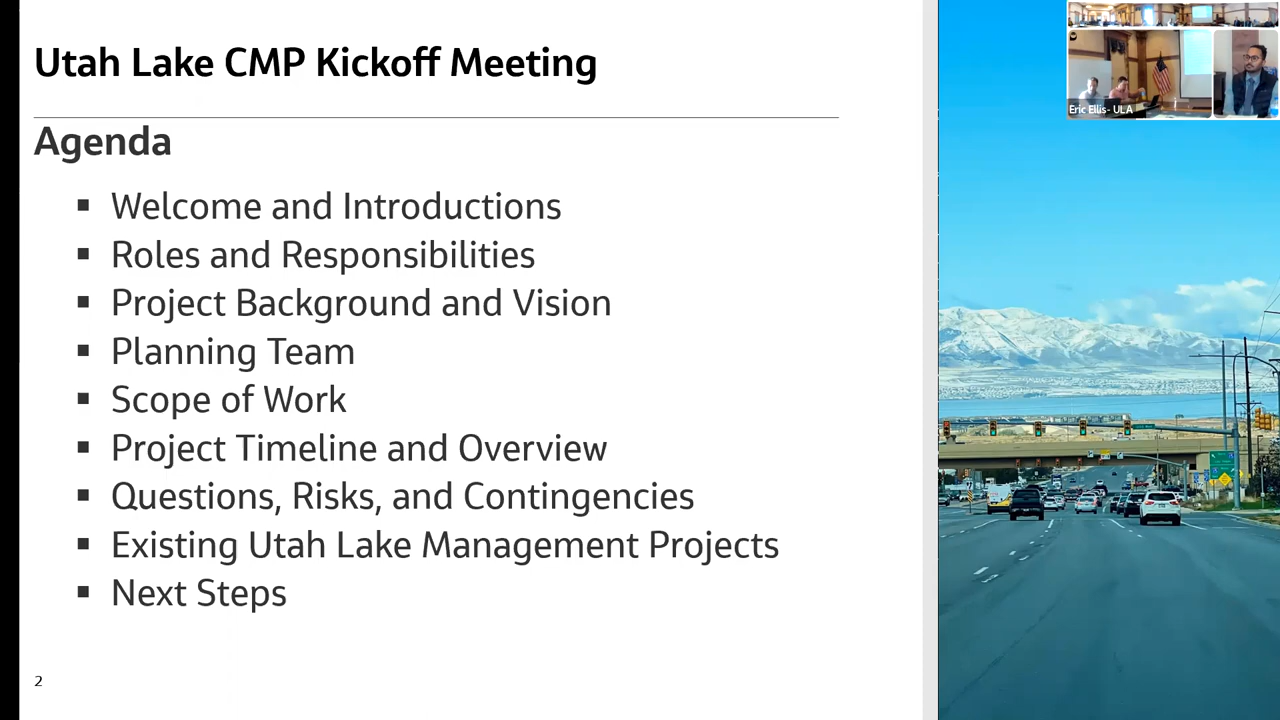 Utah Lake CMP Kickoff Meeting
Agenda
▪ Welcome and Introductions
▪ Roles and Responsibilities
▪ Project Background and Vision
▪ Planning Team
▪ Scope of Work
▪ Project Timeline and Overview
▪ Questions, Risks, and Contingencies
▪ Existing Utah Lake Management Projects
▪ Next Steps
2
Eric Ellis- ULA